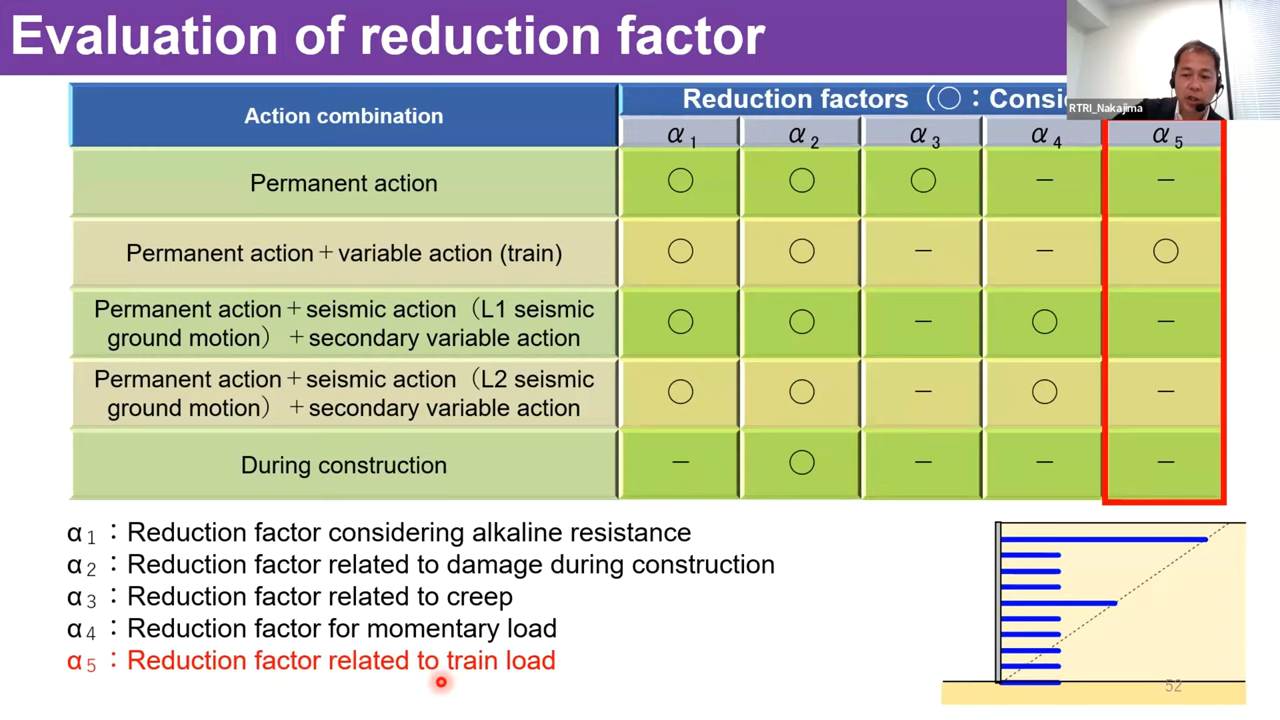 Evaluation of reduction factor
RTRI_Nakajima
Action combination
Reduction factors（○：Consi
α1 α2 α3 α4 α5
Permanent action ○ ○ ○ － －
Permanent action＋variable action (train) ○ ○ － － ○
Permanent action＋seismic action（L1 seismic
ground motion）＋secondary variable action ○ ○ － ○ －
Permanent action＋seismic action（L2 seismic
ground motion）＋secondary variable action ○ ○ － ○ －
During construction － ○ － － －
α1：Reduction factor considering alkaline resistance
α2：Reduction factor related to damage during construction
α3：Reduction factor related to creep
α4：Reduction factor for momentary load
α5：Reduction factor related to train load
52